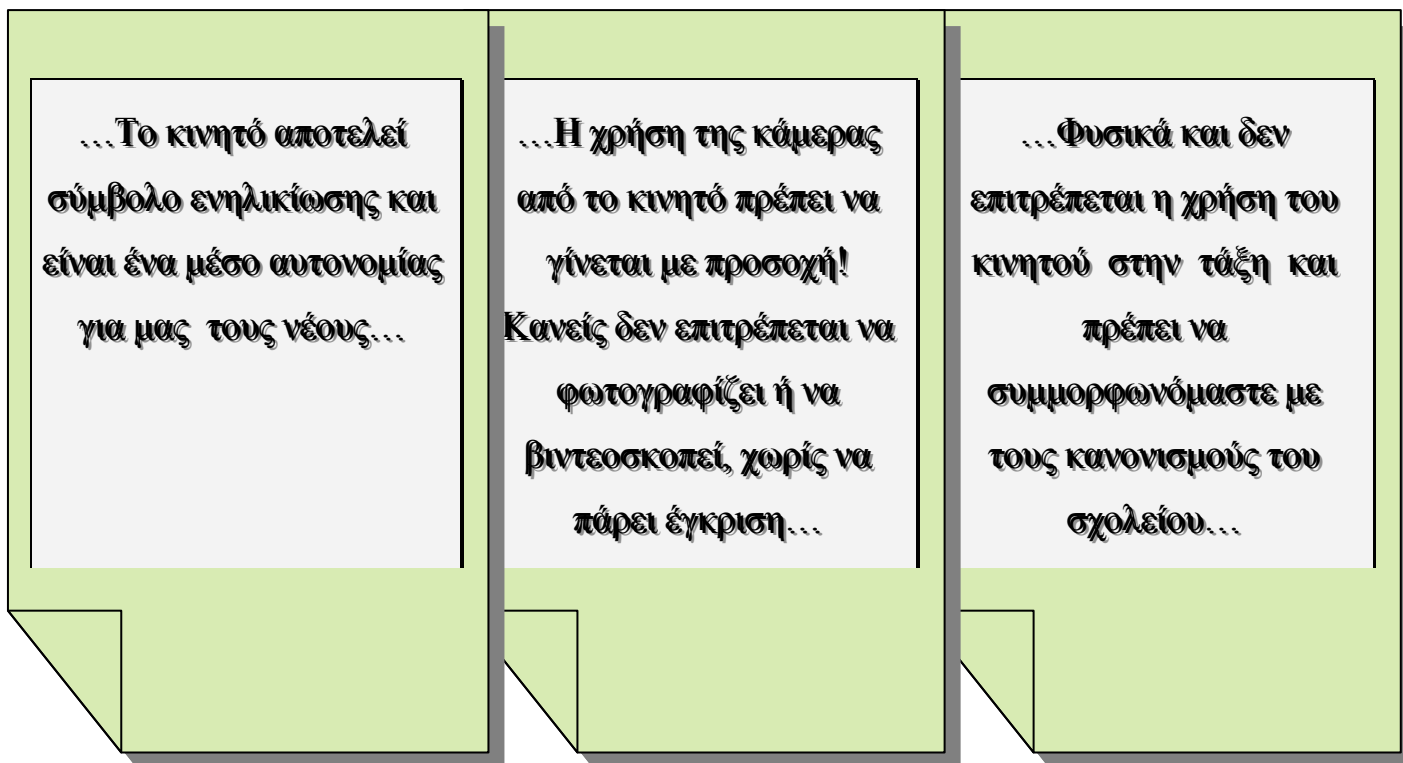 …Το κινητό αποτελεί
σύμβολο ενηλικίωσης και
είναι ένα μέσο αυτονομίας
για μας τους νέους…
…Η χρήση της κάμερας
από το κινητό πρέπει να
γίνεται με προσοχή!
Κανείς δεν επιτρέπεται να
φωτογραφίζει ή να
βιντεοσκοπεί, χωρίς να
πάρει έγκριση…
…Φυσικά και δεν
επιτρέπεται η χρήση του
κινητού στην τάξη και
πρέπει να
συμμορφωνόμαστε με
τους κανονισμούς του
σχολείου…